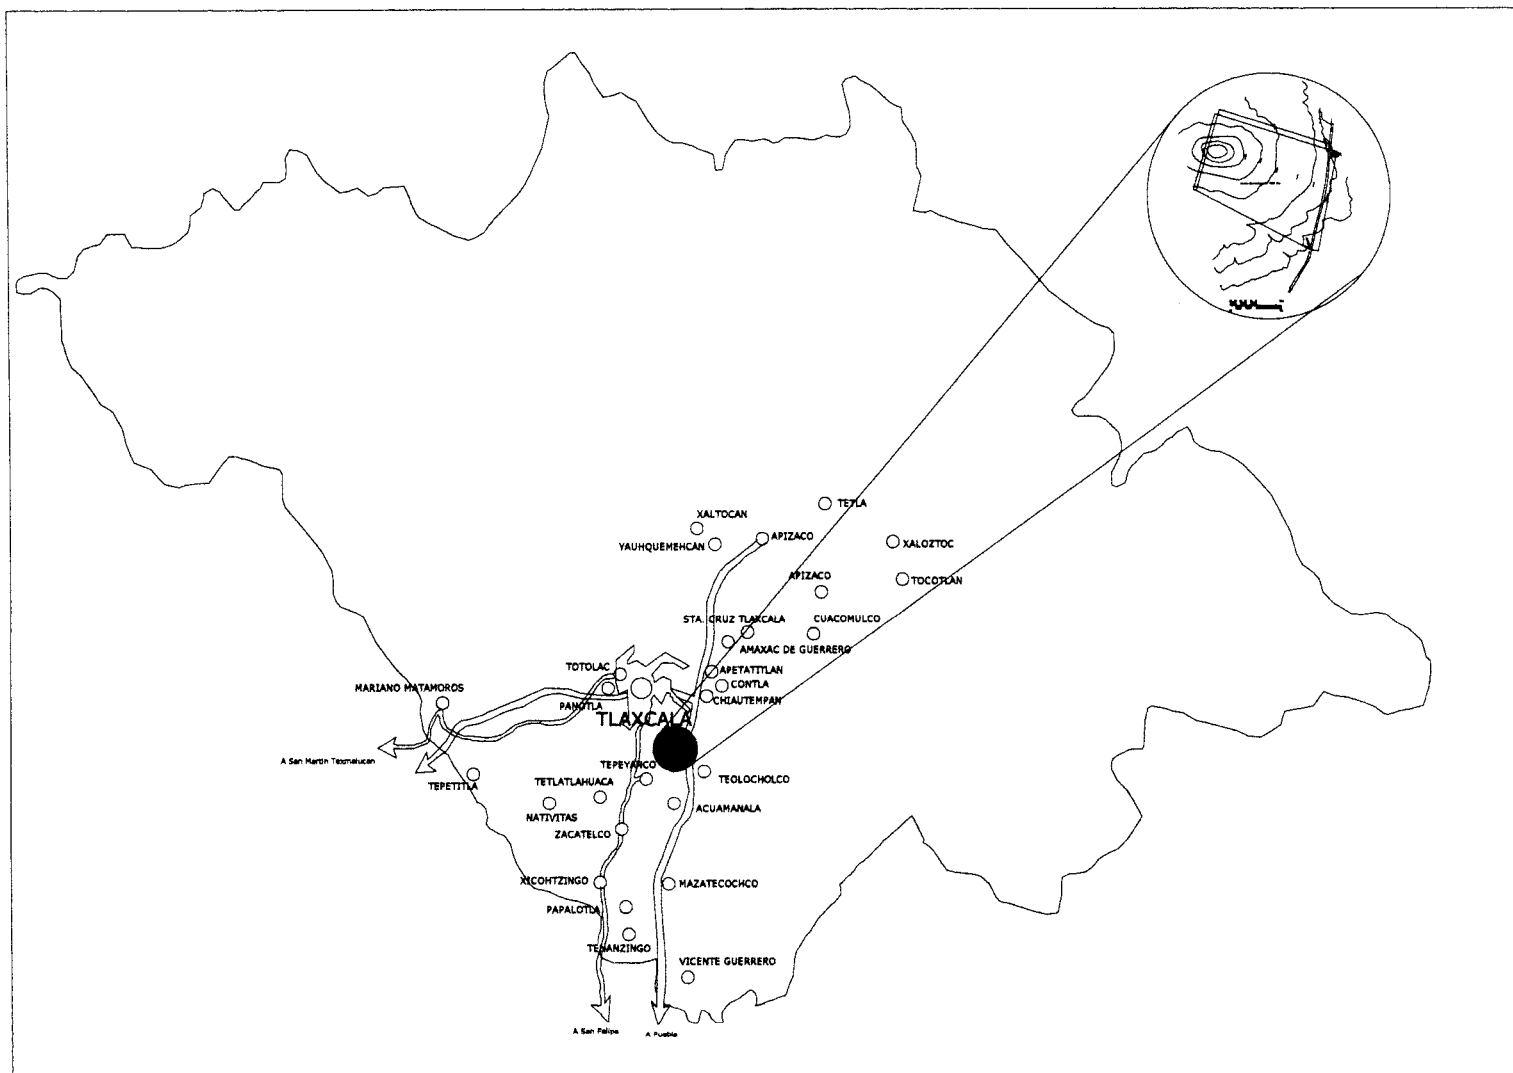 TETLA
XALTOCAN
APIZACO
YAUHQUEMEHCAN
XALOZTOC
APIZACO
TOCOTLAN
STA. CRUZ TLAXCALA
CUACOMULCO
AMAXAC DE GUERRERO
TOTOLAC
APETATITLAN
MARIANO MATAMOROS
CONTLA
PANOTLA
CHIAUTEMPAN
TLAXCALA
A San Martin Texmalucan
TEPEYANCO
TEOLOCHOLCO
TEPETITLA
TETLATLAHUACA
NATIVITAS
ACUAMANALA
ZACATELCO
XICOHTZINGO
MAZATECOCHCO
PAPALOTLA
TENANZINGO
VICENTE GUERRERO
A San Felipe
A Puebla